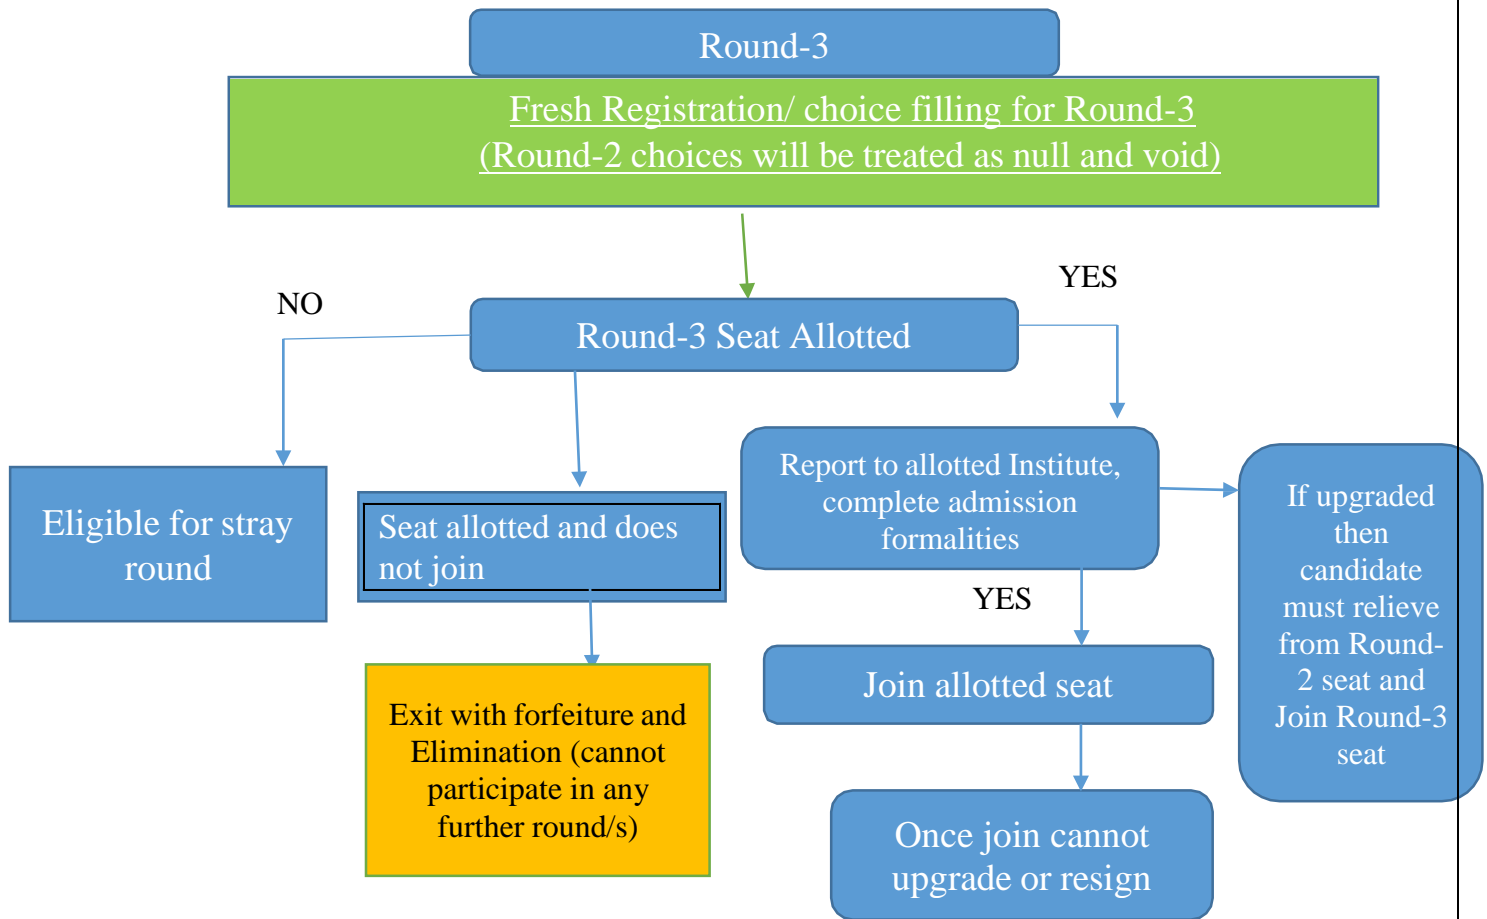 Round-3
Fresh Registration/ choice filling for Round-3
(Round-2 choices will be treated as null and void)
YES
NO
Round-3 Seat Allotted
Report to allotted Institute,
complete admission
formalities
If upgraded
then
candidate
must relieve
from Round-
2 seat and
Join Round-3
seat
Eligible for stray
round
Seat allotted and does
not join
YES
Join allotted seat
Exit with forfeiture and
Elimination (cannot
participate in any
further round/s)
Once join cannot
upgrade or resign